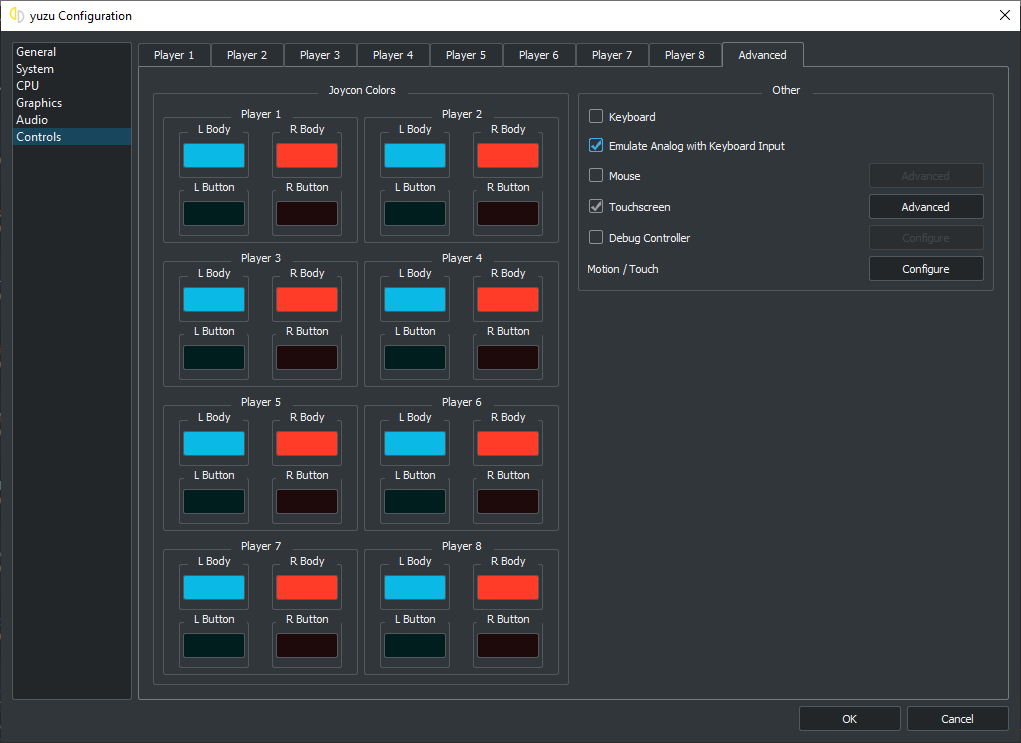 yuzu Configuration
General
System
CPU
Graphics
Audio
Controls
Player 1 Player 2 Player 3 Player 4 Player 5 Player 6 Player 7 Player 8 Advanced
Joycon Colors
Player 1 Player 2
L Body R Body L Body R Body
L Button R Button L Button R Button
Player 3 Player 4
L Body R Body L Body R Body
L Button R Button L Button R Button
Player 5 Player 6
L Body R Body L Body R Body
L Button R Button L Button R Button
Player 7 Player 8
L Body R Body L Body R Body
L Button R Button L Button R Button
Other
Keyboard
Emulate Analog with Keyboard Input
Mouse Advanced
Touchscreen Advanced
Debug Controller Configure
Motion / Touch Configure
OK Cancel